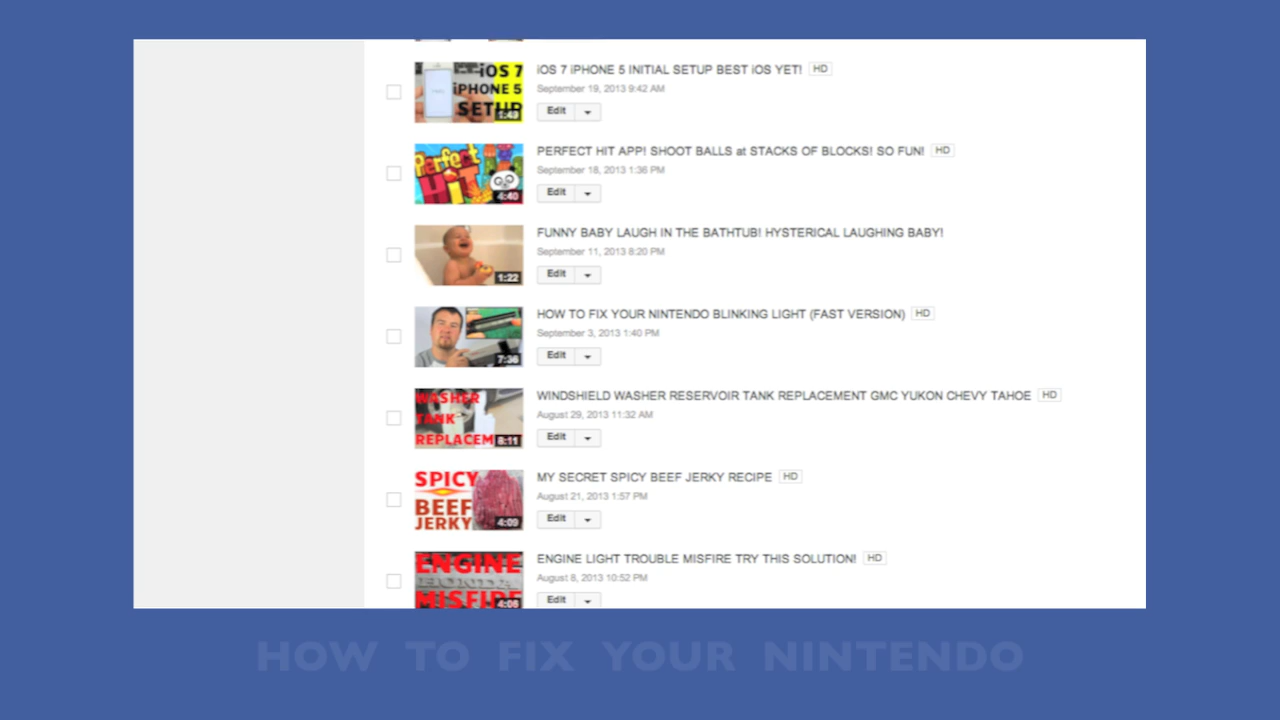 iOS 7
iPHONE 5
SETUP
1:49
iOS 7 iPHONE 5 INITIAL SETUP BEST iOS YET! HD
September 19, 2013 9:42 AM
Edit
Perfect
Hit
4:40
PERFECT HIT APP! SHOOT BALLS at STACKS OF BLOCKS! SO FUN! HD
September 18, 2013 1:36 PM
Edit
1:22
FUNNY BABY LAUGH IN THE BATHTUB! HYSTERICAL LAUGHING BABY!
September 11, 2013 8:20 PM
Edit
7:36
HOW TO FIX YOUR NINTENDO BLINKING LIGHT (FAST VERSION) HD
September 3, 2013 1:40 PM
Edit
WASHER
TANK
REPLACEM
8:11
WINDSHIELD WASHER RESERVOIR TANK REPLACEMENT GMC YUKON CHEVY TAHOE HD
August 29, 2013 11:32 AM
Edit
SPICY
BEEF
JERKY
4:09
MY SECRET SPICY BEEF JERKY RECIPE HD
August 21, 2013 1:57 PM
Edit
ENGINE
HONDA
MISFIRE
4:06
ENGINE LIGHT TROUBLE MISFIRE TRY THIS SOLUTION! HD
August 8, 2013 10:52 PM
Edit
HOW TO FIX YOUR NINTENDO